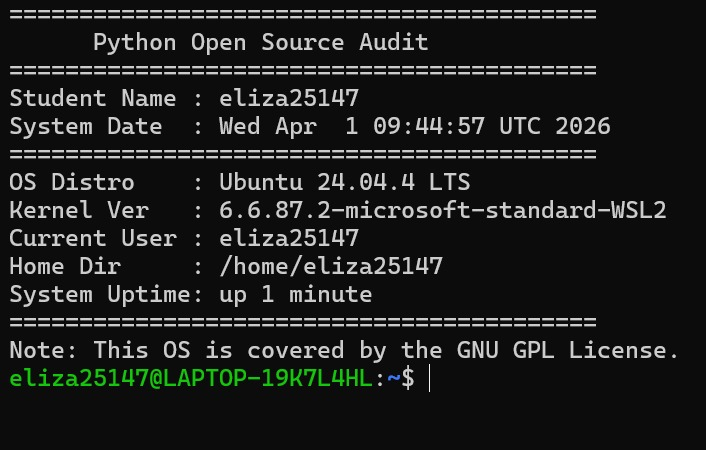 ==========================================
      Python Open Source Audit
==========================================
Student Name : eliza25147
System Date  : Wed Apr  1 09:44:57 UTC 2026
==========================================
OS Distro    : Ubuntu 24.04.4 LTS
Kernel Ver   : 6.6.87.2-microsoft-standard-WSL2
Current User : eliza25147
Home Dir     : /home/eliza25147
System Uptime: up 1 minute
==========================================
Note: This OS is covered by the GNU GPL License.
eliza25147@LAPTOP-19K7L4HL:~$